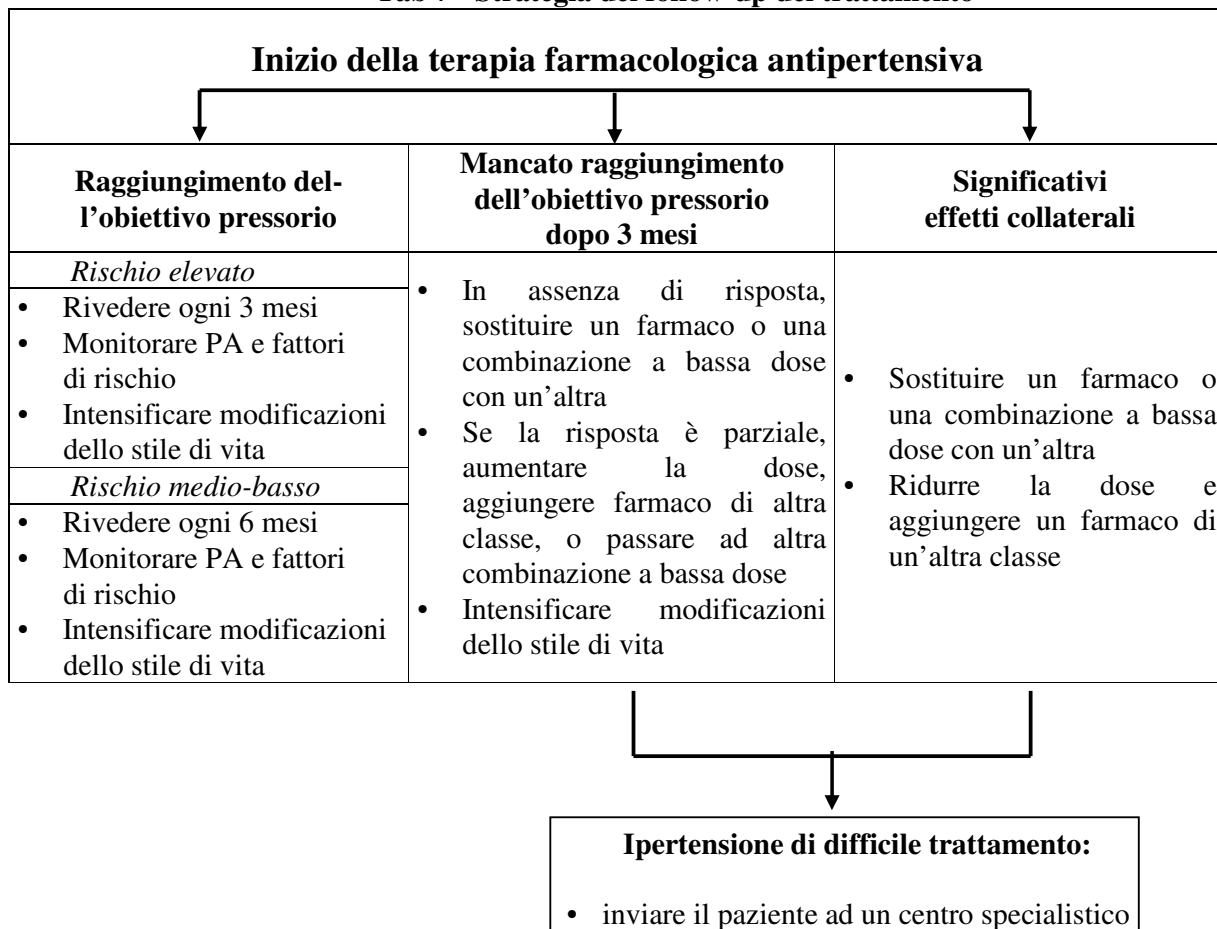 Inizio della terapia farmacologica antipertensiva
Raggiungimento del-
l'obiettivo pressorio
Mancato raggiungimento
dell'obiettivo pressorio
dopo 3 mesi
Significativi
effetti collaterali
Rischio elevato
• Rivedere ogni 3 mesi
• Monitorare PA e fattori
di rischio
• Intensificare modificazioni
dello stile di vita
Rischio medio-basso
• Rivedere ogni 6 mesi
• Monitorare PA e fattori
di rischio
• Intensificare modificazioni
dello stile di vita
• In assenza di risposta,
sostituire un farmaco o una
combinazione a bassa dose
con un'altra
• Se la risposta è parziale,
aumentare la dose,
aggiungere farmaco di altra
classe, o passare ad altra
combinazione a bassa dose
• Intensificare modificazioni
dello stile di vita
• Sostituire un farmaco o
una combinazione a bassa
dose con un'altra
• Ridurre la dose e
aggiungere un farmaco di
un'altra classe
Ipertensione di difficile trattamento:
• inviare il paziente ad un centro specialistico